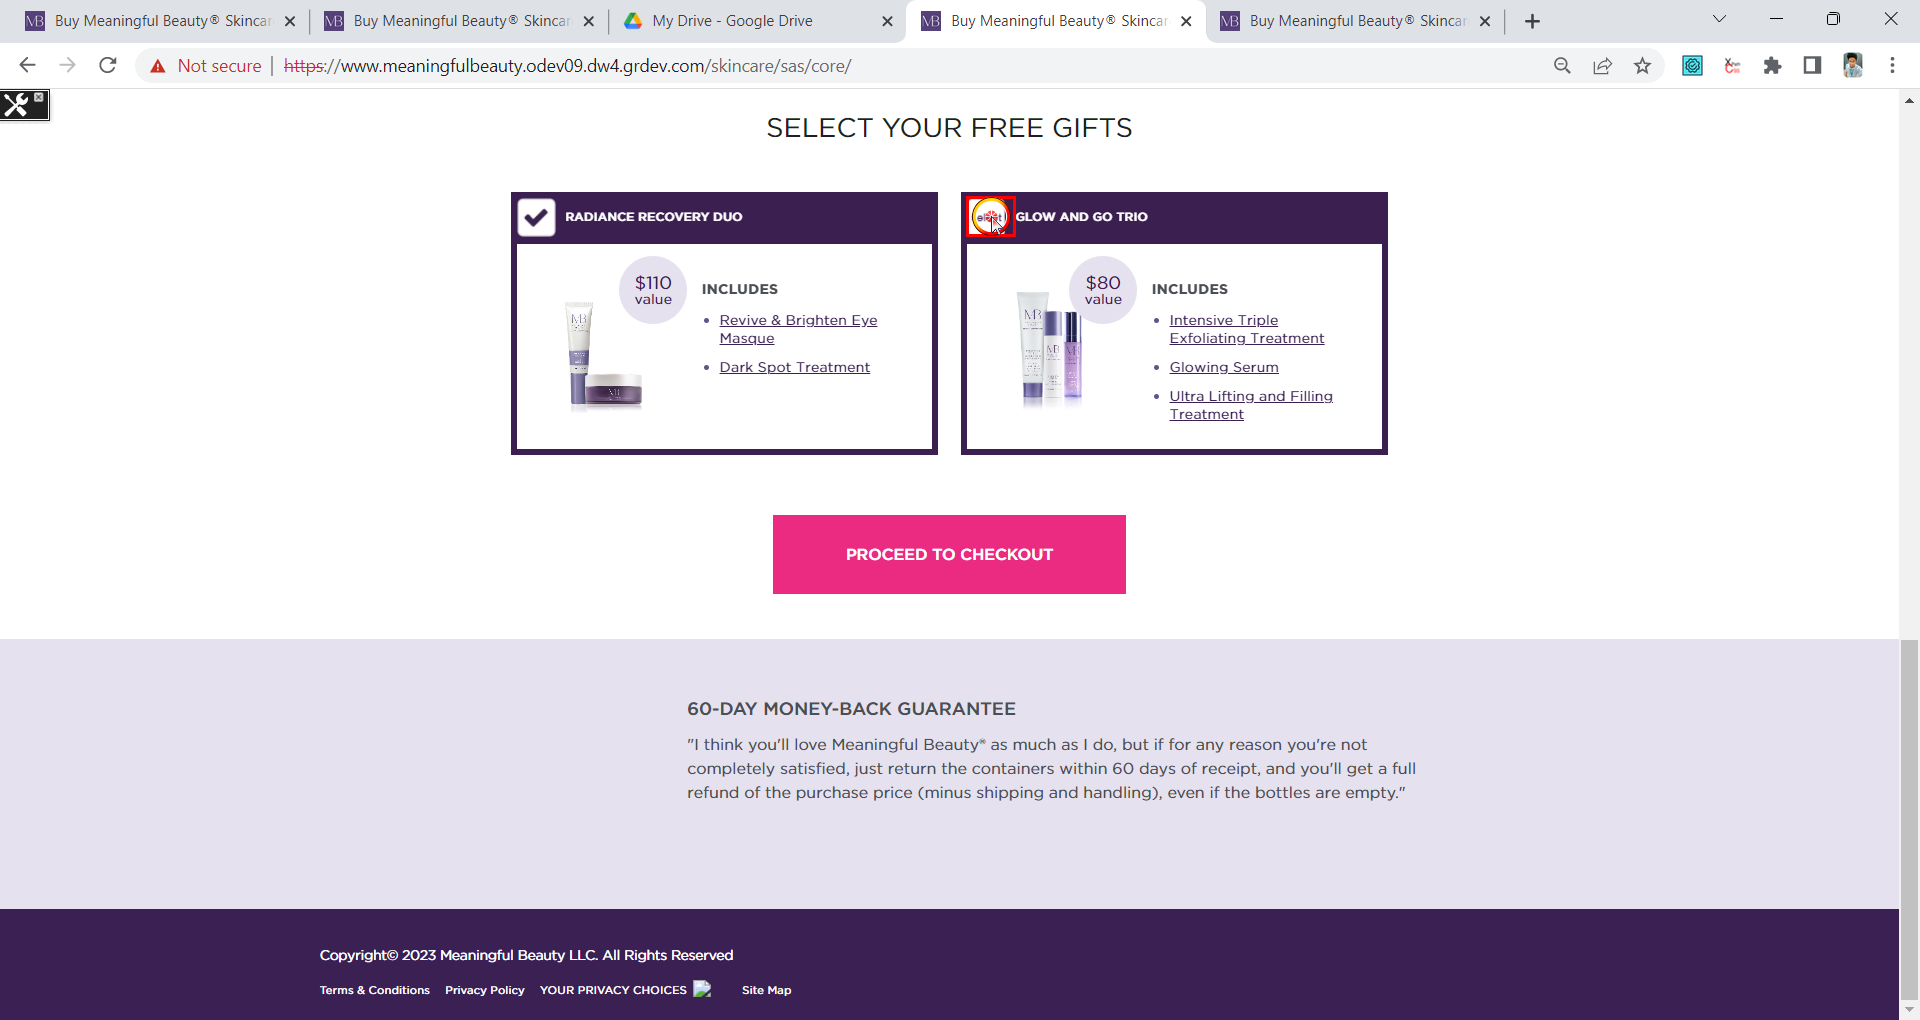 Buy Meaningful Beauty® Skincar
Buy Meaningful Beauty® Skincar
My Drive - Google Drive
Buy Meaningful Beauty® Skincar
Buy Meaningful Beauty® Skincar
Not secure
https://www.meaningfulbeauty.odev09.dw4.grdev.com/skincare/sas/core/
SELECT YOUR FREE GIFTS
RADIANCE RECOVERY DUO
$110
value
INCLUDES
• Revive & Brighten Eye
Masque
• Dark Spot Treatment
GLOW AND GO TRIO
$80
value
INCLUDES
• Intensive Triple
Exfoliating Treatment
• Glowing Serum
• Ultra Lifting and Filling
Treatment
PROCEED TO CHECKOUT
60-DAY MONEY-BACK GUARANTEE
"I think you'll love Meaningful Beauty® as much as I do, but if for any reason you're not
completely satisfied, just return the containers within 60 days of receipt, and you'll get a full
refund of the purchase price (minus shipping and handling), even if the bottles are empty."
Copyright© 2023 Meaningful Beauty LLC. All Rights Reserved
Terms & Conditions Privacy Policy YOUR PRIVACY CHOICES Site Map